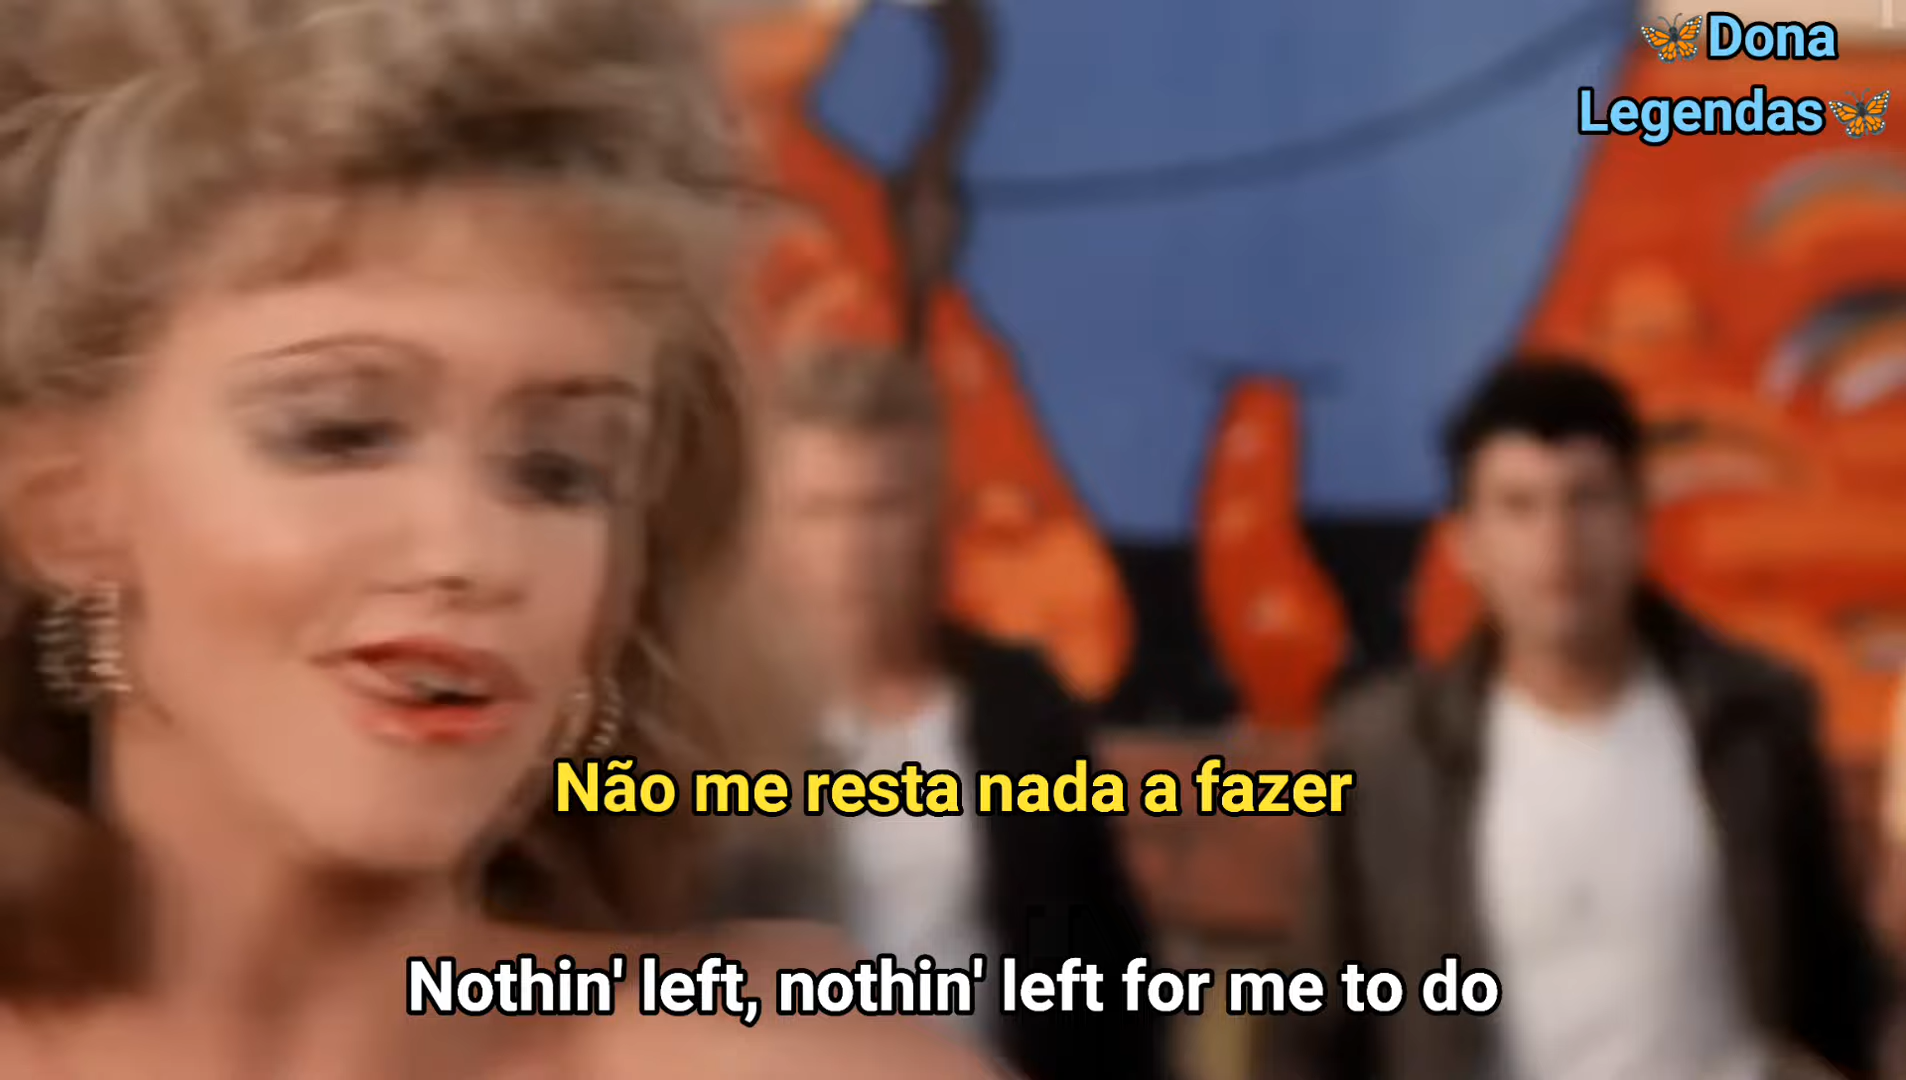 🦋Dona
Legendas🦋
Não me resta nada a fazer
Nothin' left, nothin' left for me to do